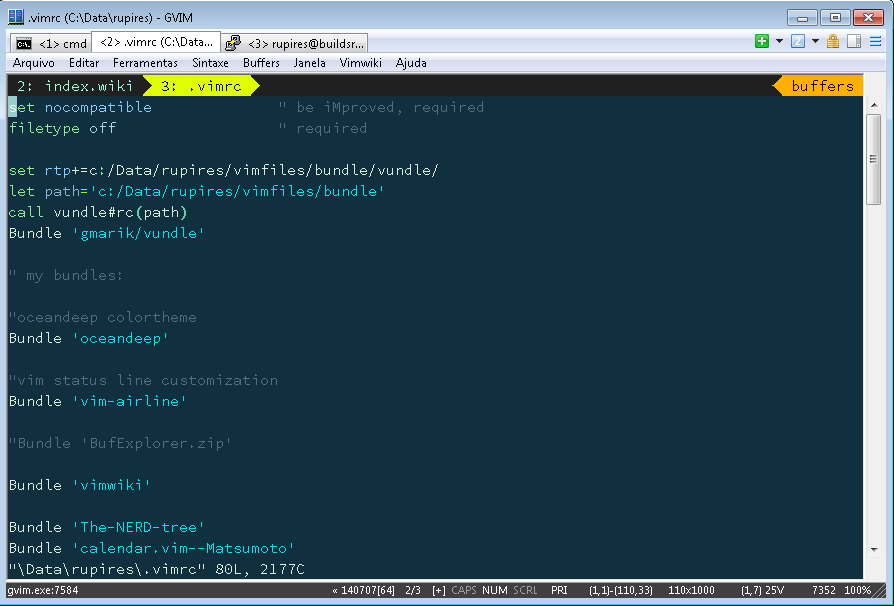 .vimrc (C:\Data\rupires) - GVIM
<1> cmd <2> .vimrc (C:\Data... <3> rupires@buildsr...
Arquivo Editar Ferramentas Sintaxe Buffers Janela Vimwiki Ajuda
2: index.wiki 3: .vimrc buffers
set nocompatible " be iMproved, required
filetype off " required
set rtp+=c:/Data/rupires/vimfiles/bundle/vundle/
let path='c:/Data/rupires/vimfiles/bundle'
call vundle#rc(path)
Bundle 'gmarik/vundle'
" my bundles:
"oceandeep colortheme
Bundle 'oceandeep'
"vim status line customization
Bundle 'vim-airline'
"Bundle 'BufExplorer.zip'
Bundle 'vimwiki'
Bundle 'The-NERD-tree'
Bundle 'calendar.vim--Matsumoto'
"\Data\rupires\.vimrc" 80L, 2177C
gvim.exe:7584 « 140707[64] 2/3 [+] CAPS NUM SCRL PRI (1,1)-(110,33) 110x1000 (1,7) 25V 7352 100%